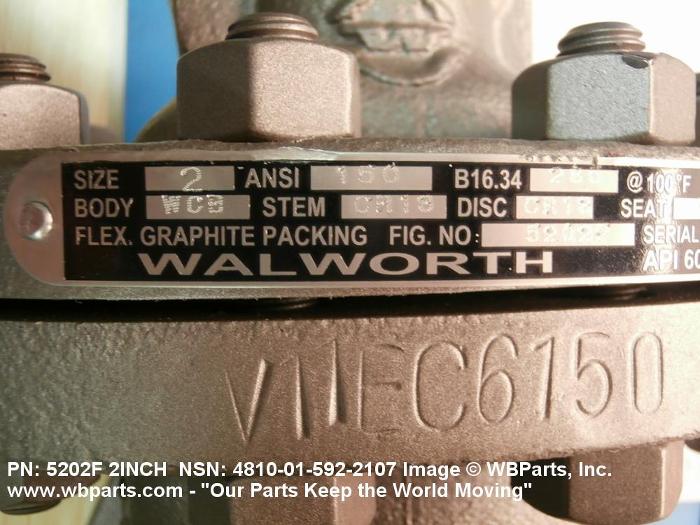 SIZE 2 ANSI 150 B16.34 285 @100°F
BODY WCB STEM CR13 DISC CR13 SEAT
FLEX. GRAPHITE PACKING FIG. NO: SERIAL
WALWORTH API 60
V11EC6150
PN: 5202F 2INCH NSN: 4810-01-592-2107 Image © WBParts, Inc.
www.wbparts.com - "Our Parts Keep the World Moving"